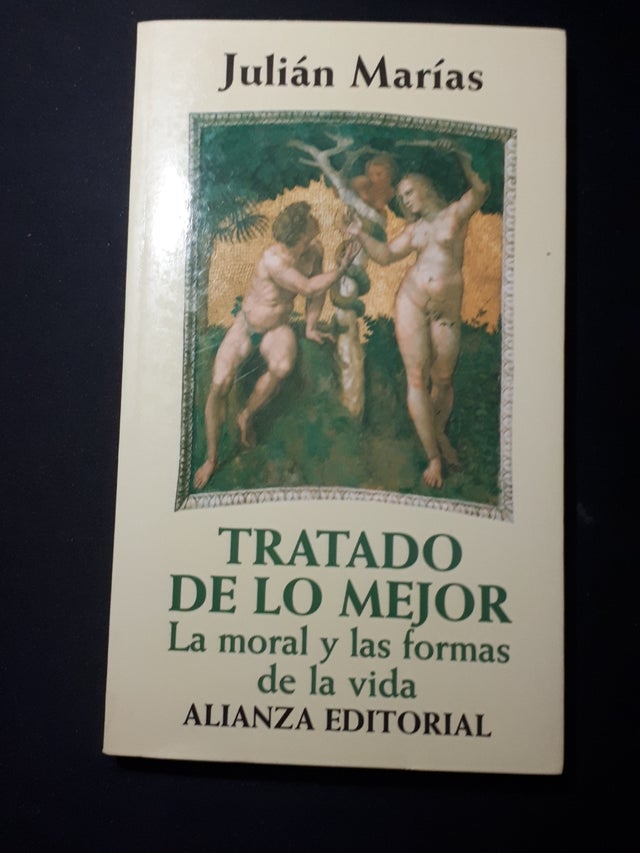 Julián Marías
TRATADO
DE LO MEJOR
La moral y las formas
de la vida
ALIANZA EDITORIAL